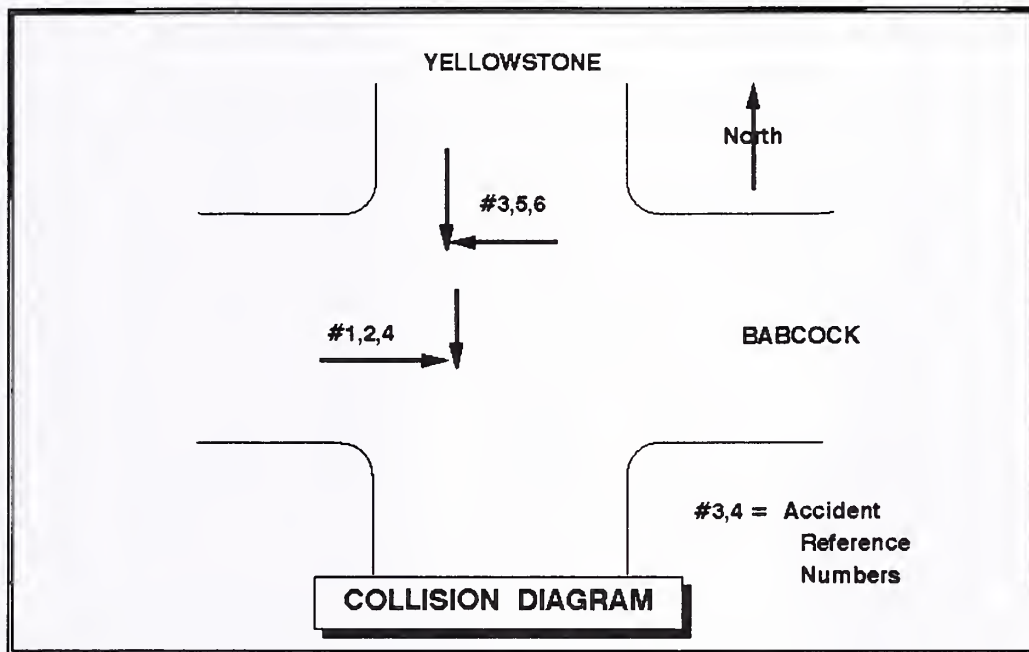 YELLOWSTONE
North
#3,5,6
#1,2,4
BABCOCK
#3,4 = Accident
Reference
Numbers
COLLISION DIAGRAM